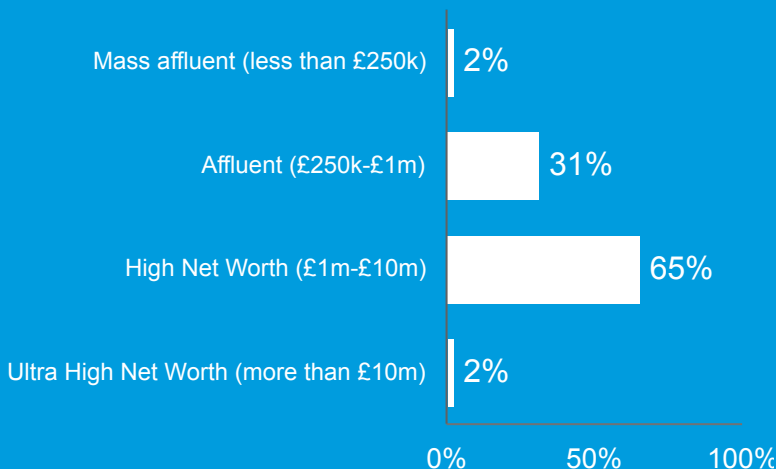 Mass affluent (less than £250k) 2%
Affluent (£250k-£1m) 31%
High Net Worth (£1m-£10m) 65%
Ultra High Net Worth (more than £10m) 2%
0% 50% 100%